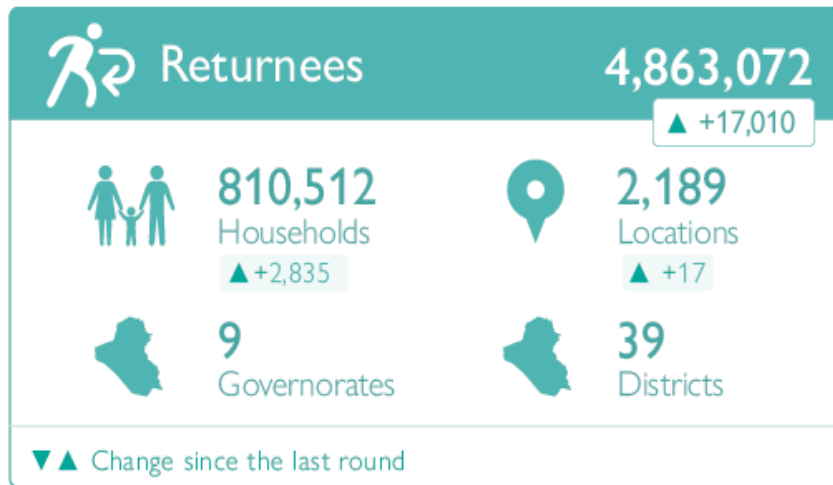 Returnees
4,863,072
▲ +17,010
810,512
Households
▲ +2,835
2,189
Locations
▲ +17
9
Governorates
39
Districts
▼ ▲ Change since the last round